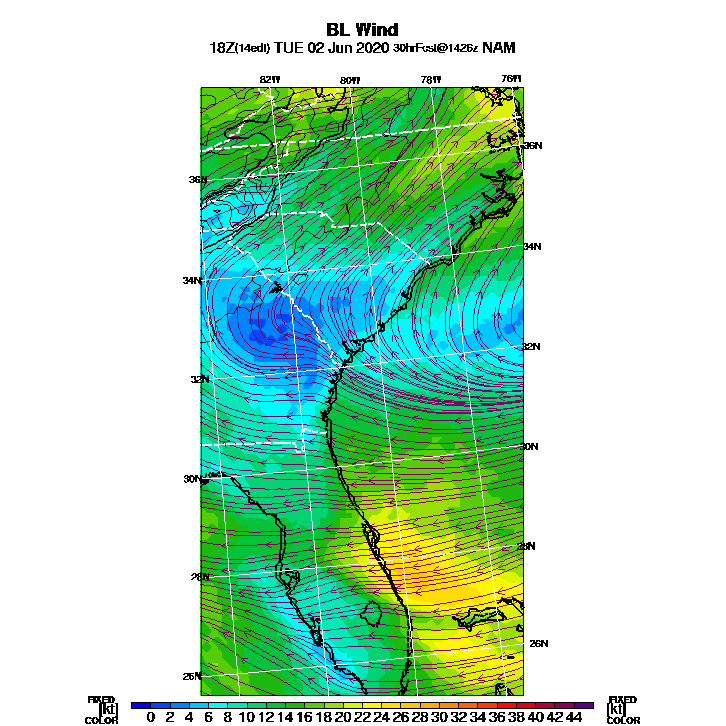 BL Wind
18Z(14edt) TUE 02 Jun 2020 30hrFcst@1426z NAM
82W 80W 78W 76W
36N
36N
34N
34N
32N
32N
30N
30N
28N
28N
26N
26N
FIXED FIXED
[kt] 0 2 4 6 8 10 12 14 16 18 20 22 24 26 28 30 32 34 36 38 40 42 44 [kt]
COLOR COLOR